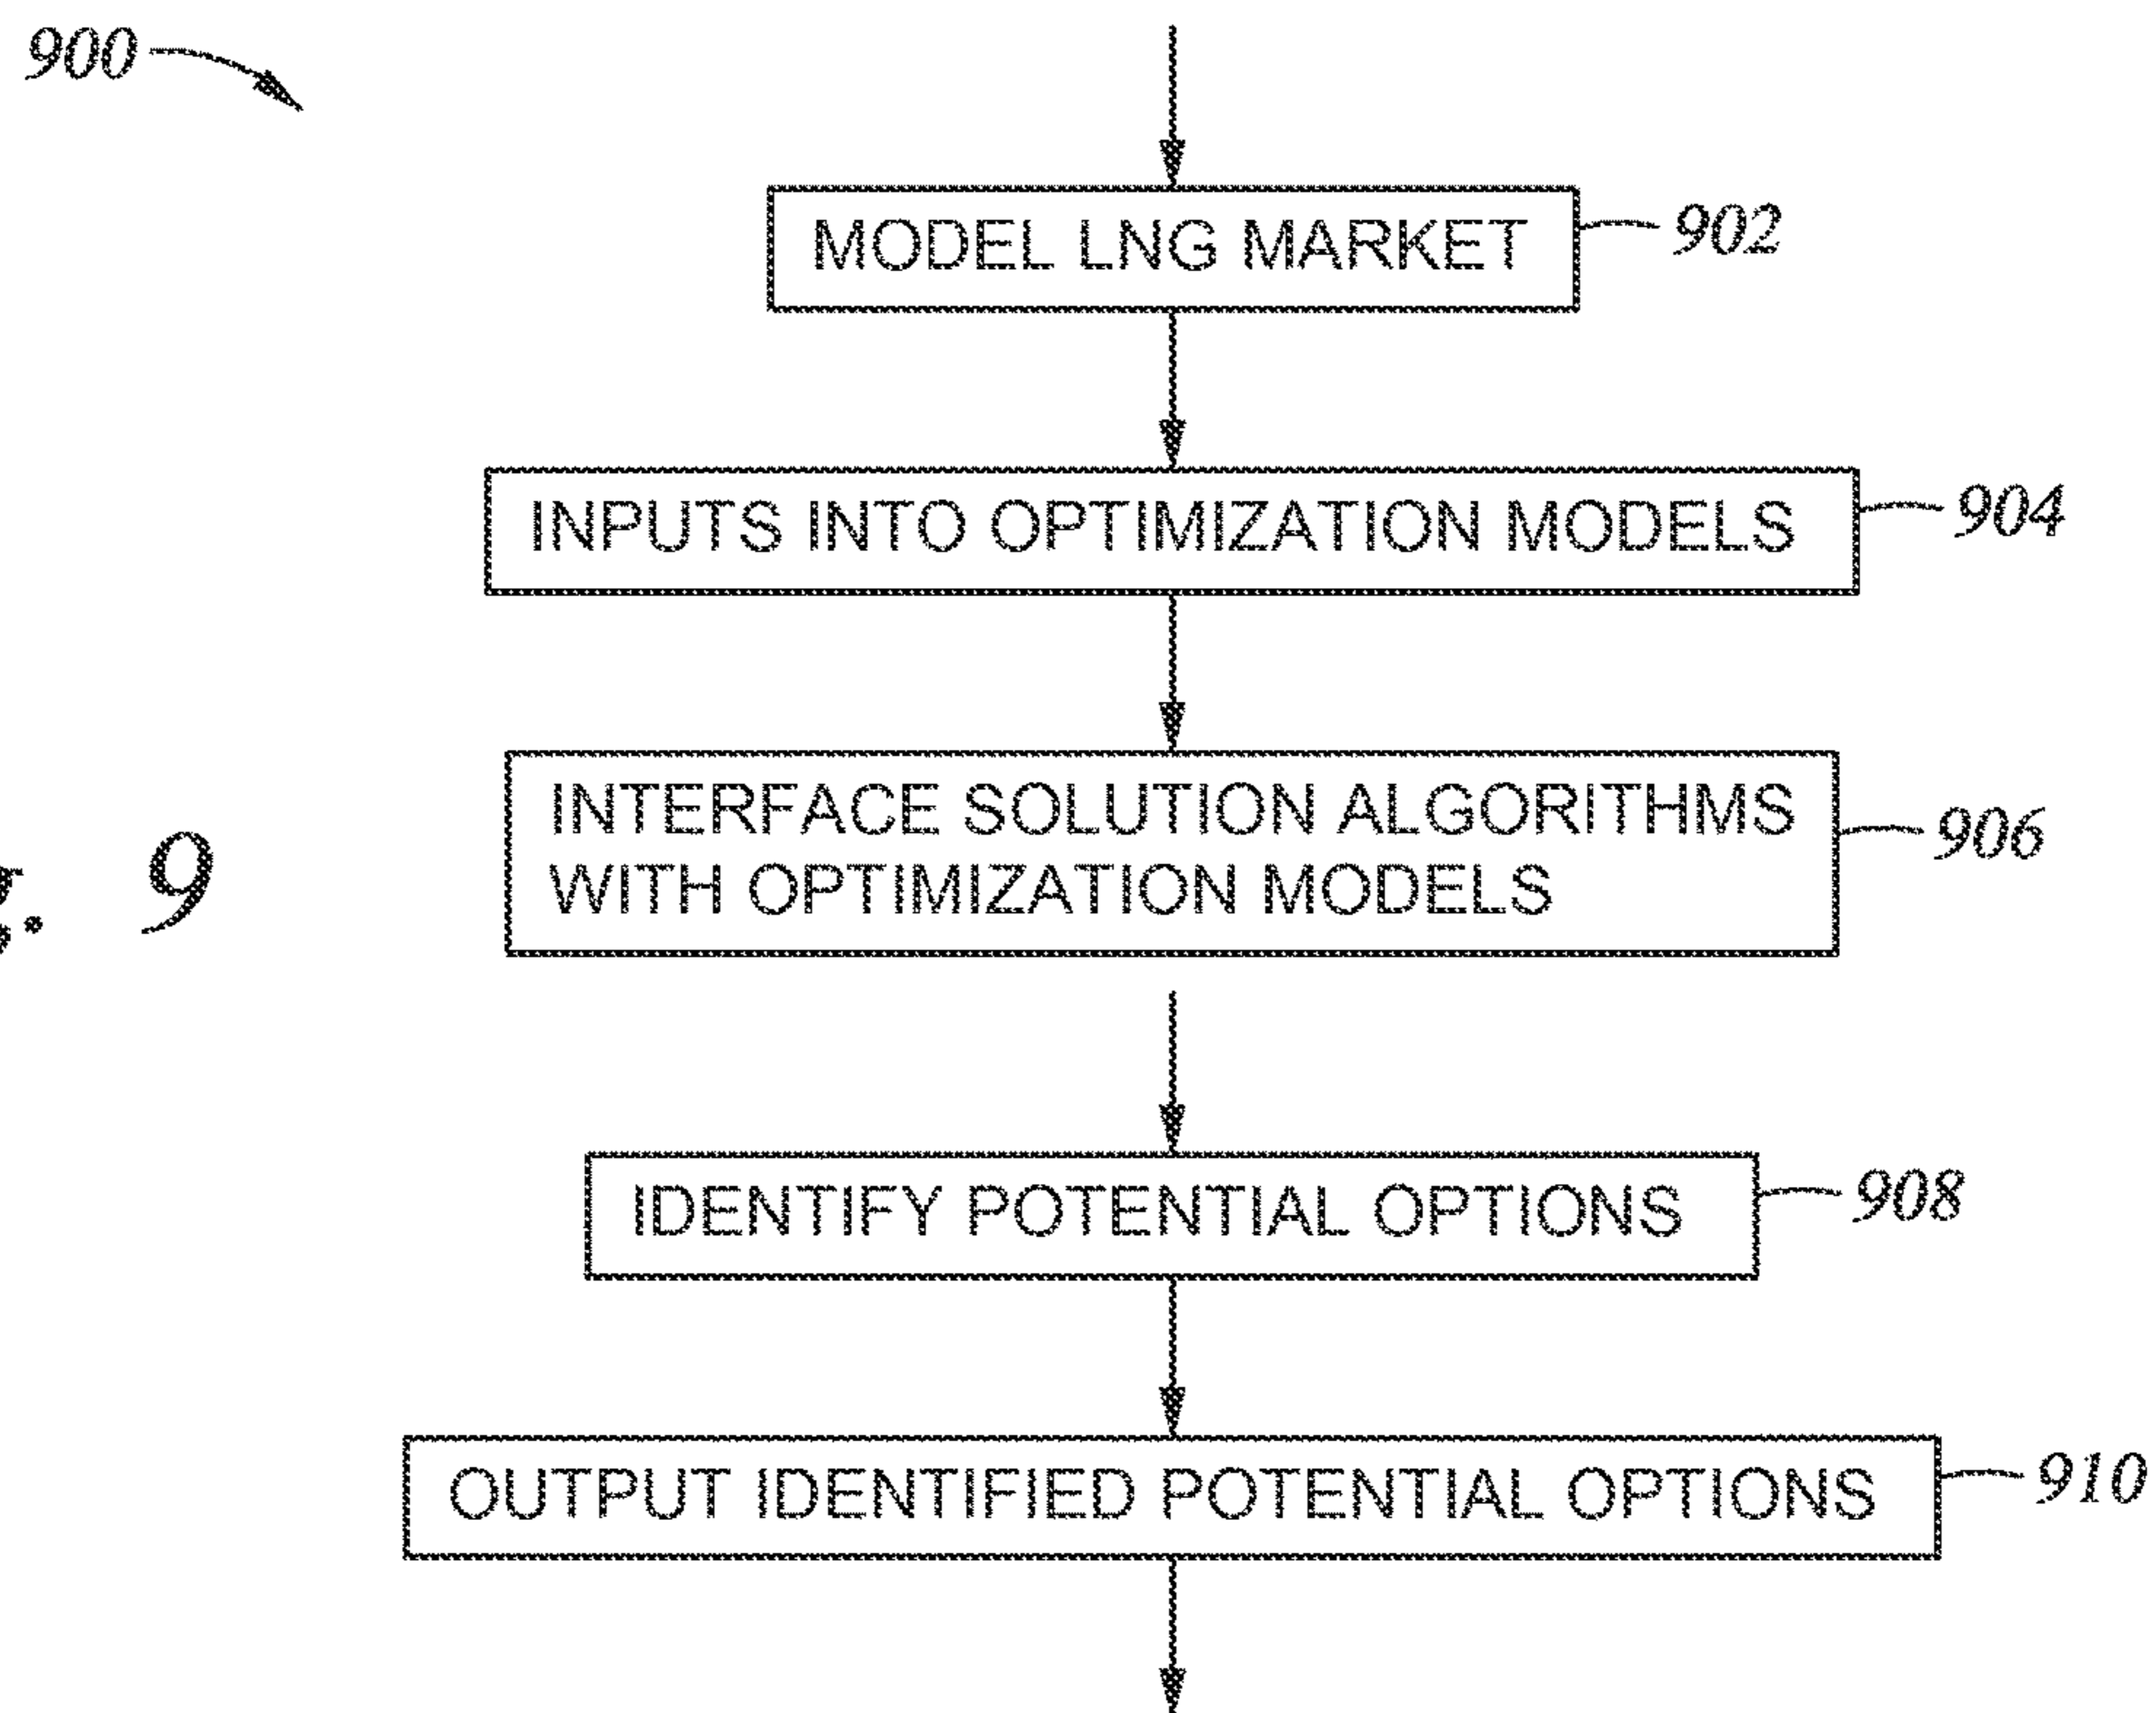 900
MODEL LNG MARKET
902
INPUTS INTO OPTIMIZATION MODELS
904
INTERFACE SOLUTION ALGORITHMS
WITH OPTIMIZATION MODELS
906
9
IDENTIFY POTENTIAL OPTIONS
908
OUTPUT IDENTIFIED POTENTIAL OPTIONS
910